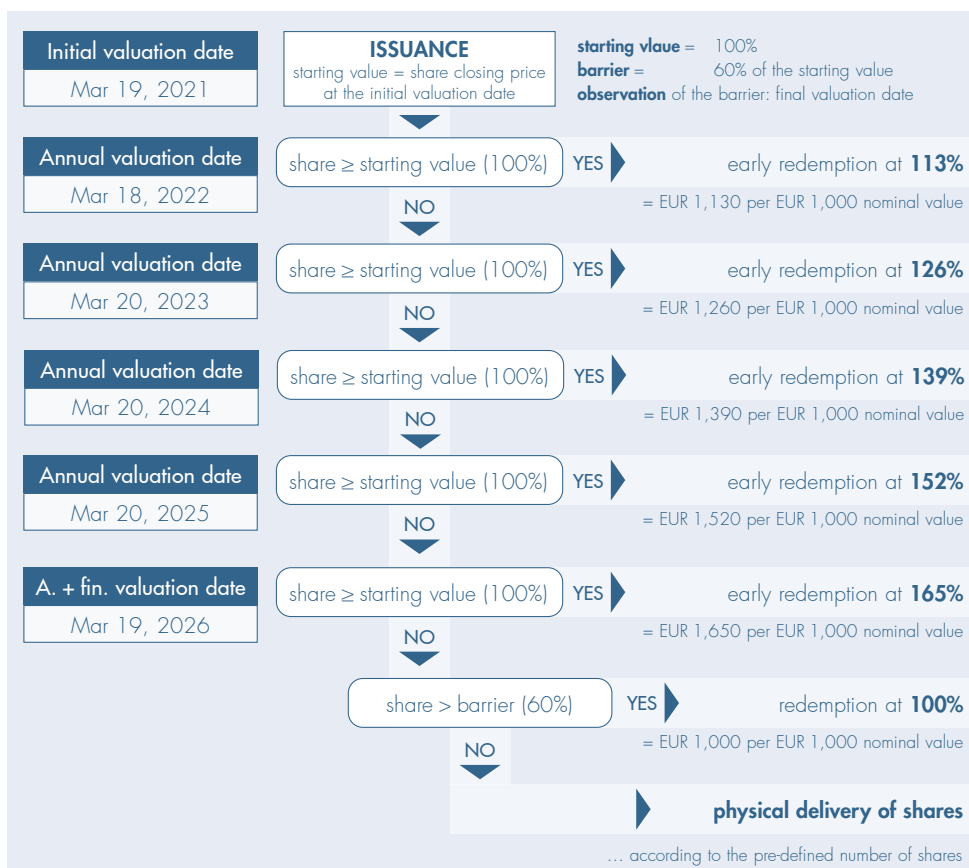 Initial valuation date
Mar 19, 2021
ISSUANCE
starting value = share closing price
at the initial valuation date
starting vlaue = 100%
barrier = 60% of the starting value
observation of the barrier: final valuation date
Annual valuation date
Mar 18, 2022
share ≥ starting value (100%)
YES
early redemption at 113%
= EUR 1,130 per EUR 1,000 nominal value
NO
Annual valuation date
Mar 20, 2023
share ≥ starting value (100%)
YES
early redemption at 126%
= EUR 1,260 per EUR 1,000 nominal value
NO
Annual valuation date
Mar 20, 2024
share ≥ starting value (100%)
YES
early redemption at 139%
= EUR 1,390 per EUR 1,000 nominal value
NO
Annual valuation date
Mar 20, 2025
share ≥ starting value (100%)
YES
early redemption at 152%
= EUR 1,520 per EUR 1,000 nominal value
NO
A. + fin. valuation date
Mar 19, 2026
share ≥ starting value (100%)
YES
early redemption at 165%
= EUR 1,650 per EUR 1,000 nominal value
NO
share > barrier (60%)
YES
redemption at 100%
= EUR 1,000 per EUR 1,000 nominal value
NO
physical delivery of shares
... according to the pre-defined number of shares